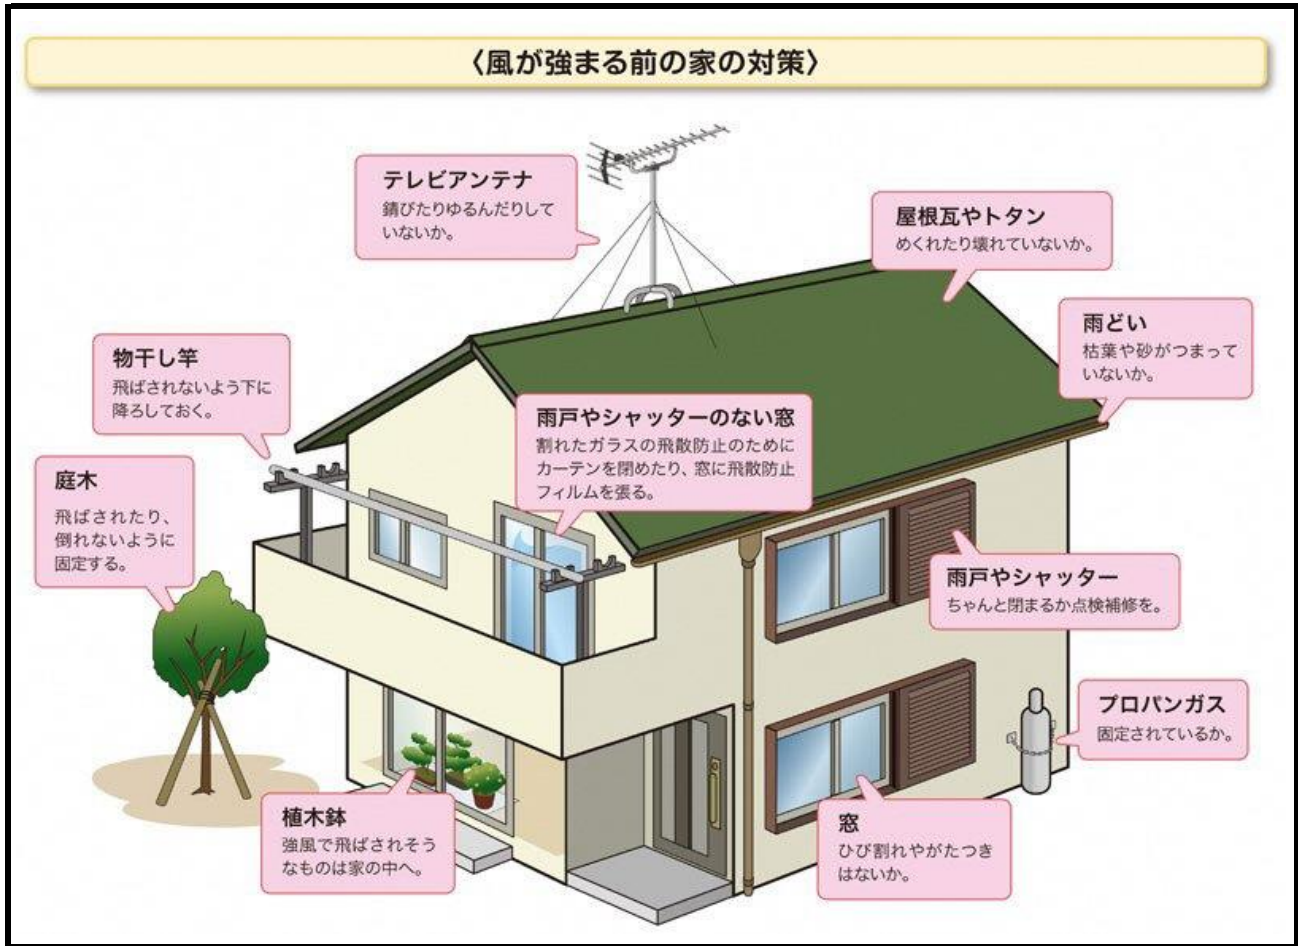 〈風が強まる前の家の対策〉
テレビアンテナ
錆びたりゆるんだりして
いないか。
屋根瓦やトタン
めくれたり壊れていないか。
雨どい
枯葉や砂がつまって
いないか。
物干し竿
飛ばされないよう下に
降ろしておく。
雨戸やシャッターのない窓
割れたガラスの飛散防止のために
カーテンを閉めたり、窓に飛散防止
フィルムを張る。
庭木
飛ばされたり、
倒れないように
固定する。
雨戸やシャッター
ちゃんと閉まるか点検補修を。
プロパンガス
固定されているか。
植木鉢
強風で飛ばされそう
なものは家の中へ。
窓
ひび割れやがたつき
はないか。